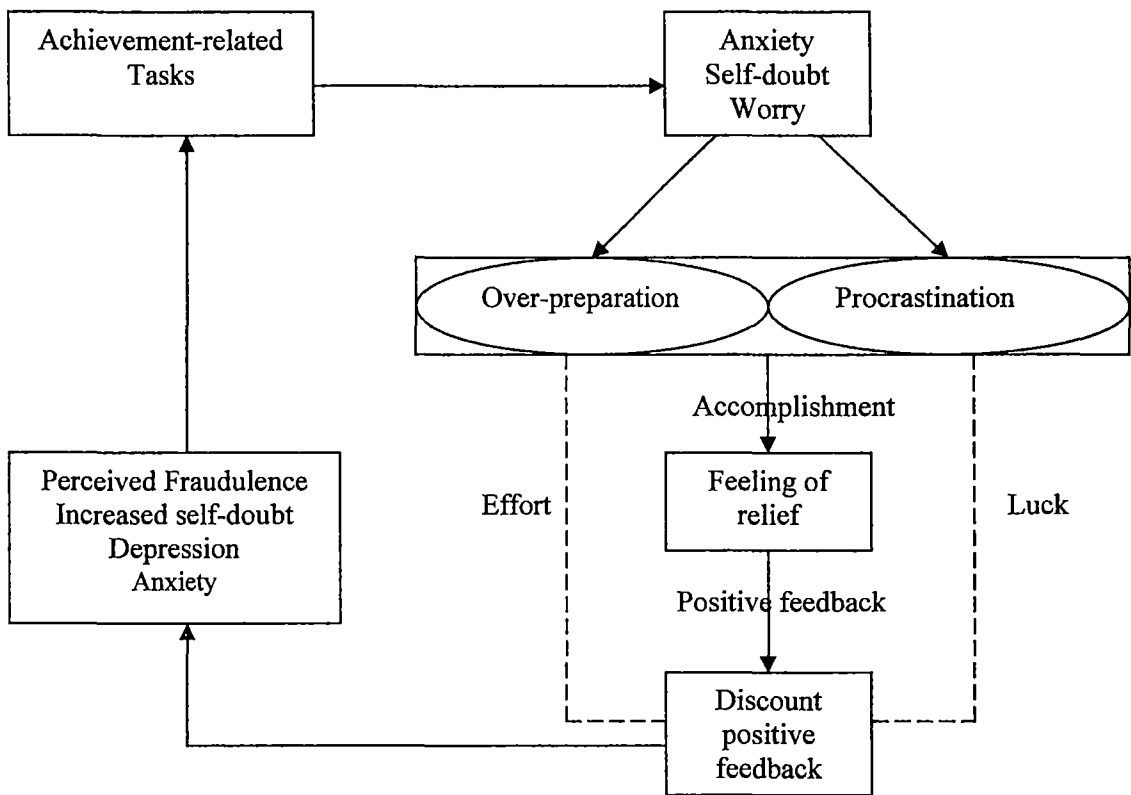 Achievement-related
Tasks
Anxiety
Self-doubt
Worry
Over-preparation
Procrastination
Accomplishment
Perceived Fraudulence
Increased self-doubt
Depression
Anxiety
Effort
Feeling of
relief
Luck
Positive feedback
Discount
positive
feedback